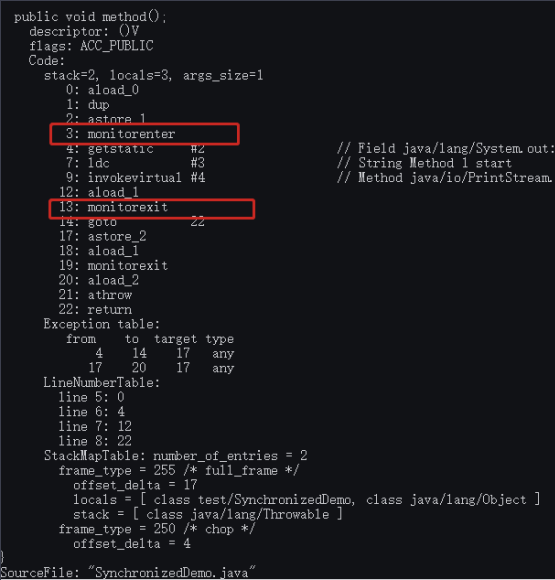 public void method();
descriptor: ()V
flags: ACC_PUBLIC
Code:
stack=2, locals=3, args_size=1
0: aload_0
1: dup
2: astore_1
3: monitorenter
4: getstatic #2 // Field java/lang/System.out:
7: ldc #3 // String Method 1 start
9: invokevirtual #4 // Method java/io/PrintStream.
12: aload_1
13: monitorexit
14: goto 22
17: astore_2
18: aload_1
19: monitorexit
20: aload_2
21: athrow
22: return
Exception table:
from to target type
4 14 17 any
17 20 17 any
LineNumberTable:
line 5: 0
line 6: 4
line 7: 12
line 8: 22
StackMapTable: number_of_entries = 2
frame_type = 255 /* full_frame */
offset_delta = 17
locals = [ class test/SynchronizedDemo, class java/lang/Object ]
stack = [ class java/lang/Throwable ]
frame_type = 250 /* chop */
offset_delta = 4
}
SourceFile: "SynchronizedDemo.java"